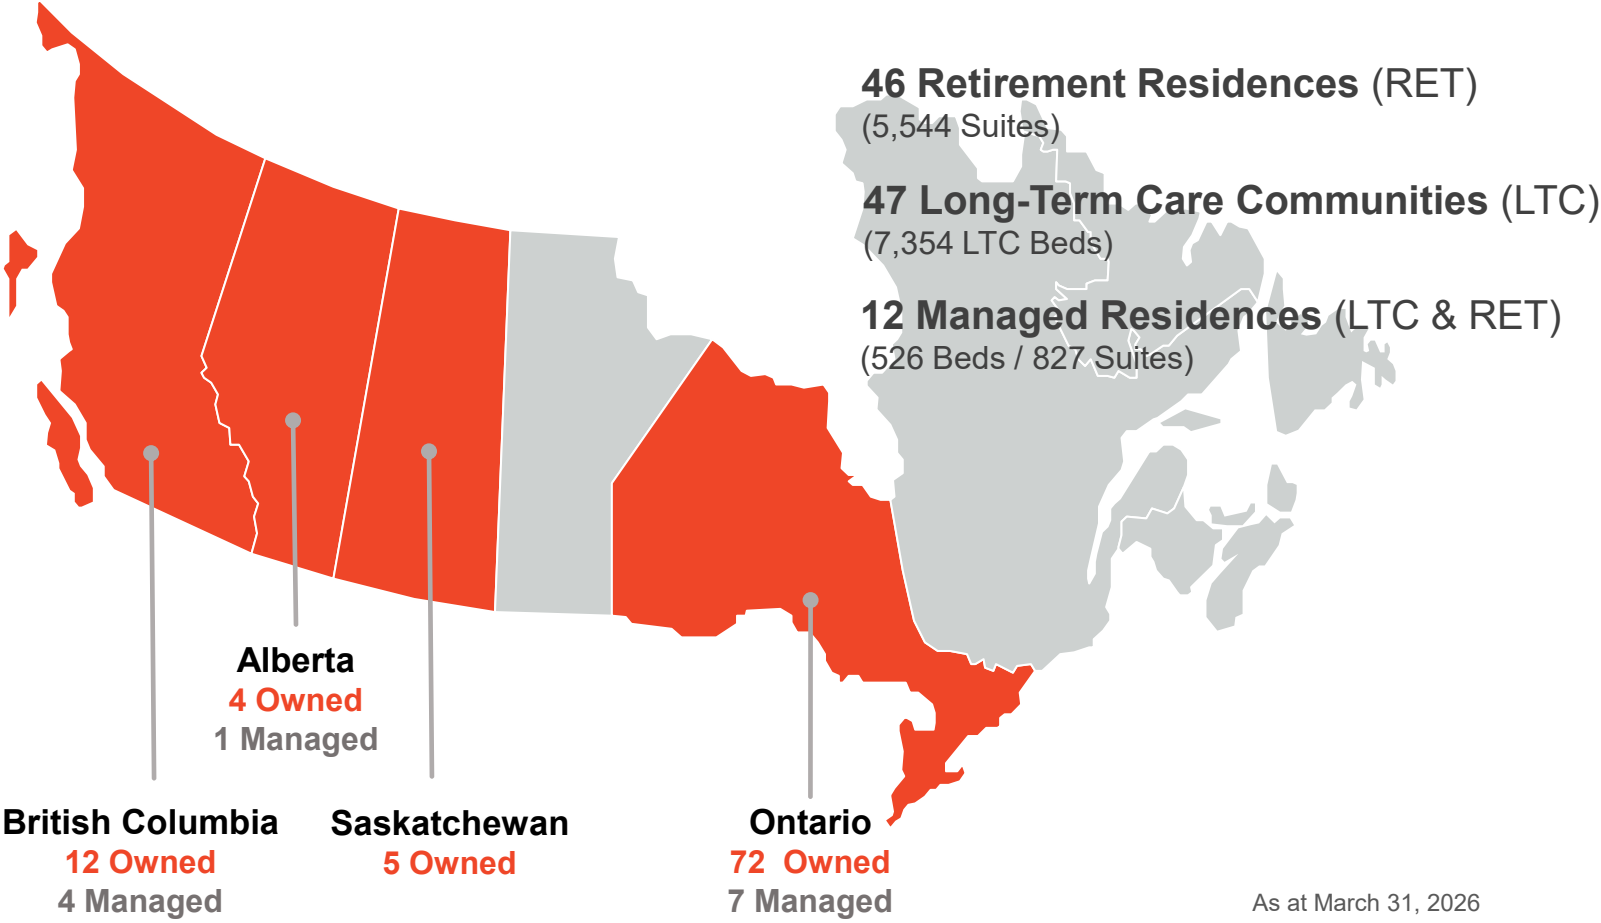 46 Retirement Residences (RET)
(5,544 Suites)
47 Long-Term Care Communities (LTC)
(7,354 LTC Beds)
12 Managed Residences (LTC & RET)
(526 Beds / 827 Suites)
Alberta
4 Owned
1 Managed
British Columbia
12 Owned
4 Managed
Saskatchewan
5 Owned
Ontario
72 Owned
7 Managed
As at March 31, 2026